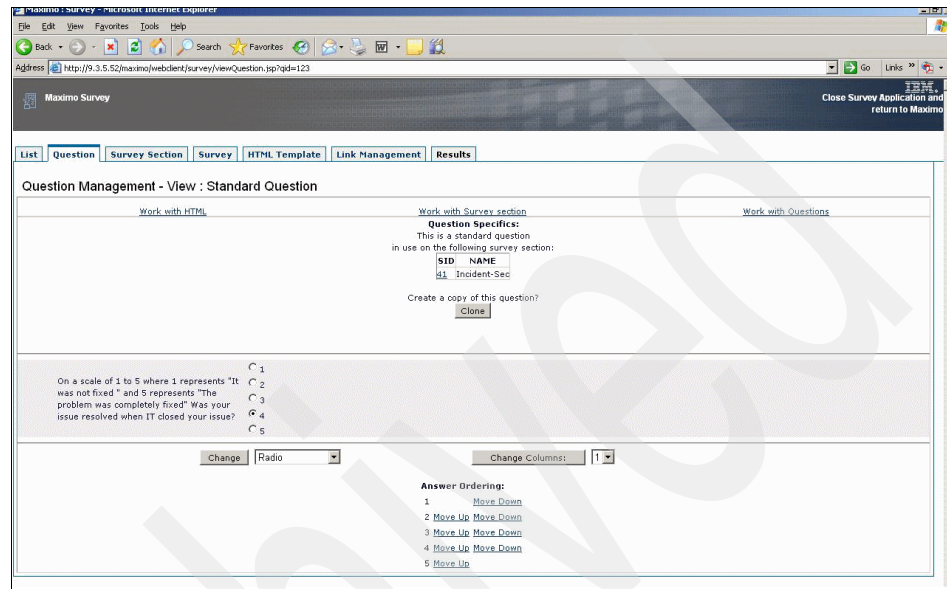 Maximo : Survey - Microsoft Internet Explorer
File Edit View Favorites Tools Help
Back Search Favorites
Address http://9.3.5.52/maximo/webclient/survey/viewQuestion.jsp?qid=123 Go Links »
Maximo Survey
IBM.
Close Survey Application and
return to Maximo
List Question Survey Section Survey HTML Template Link Management Results
Question Management - View : Standard Question
Work with HTML Work with Survey section Work with Questions
Question Specifics:
This is a standard question
in use on the following survey section:
SID NAME
41 Incident-Sec
Create a copy of this question?
Clone
On a scale of 1 to 5 where 1 represents "It
was not fixed " and 5 represents "The
problem was completely fixed" Was your
issue resolved when IT closed your issue?
1
2
3
4
5
Change Radio Change Columns: 1
Answer Ordering:
1 Move Down
2 Move Up Move Down
3 Move Up Move Down
4 Move Up Move Down
5 Move Up